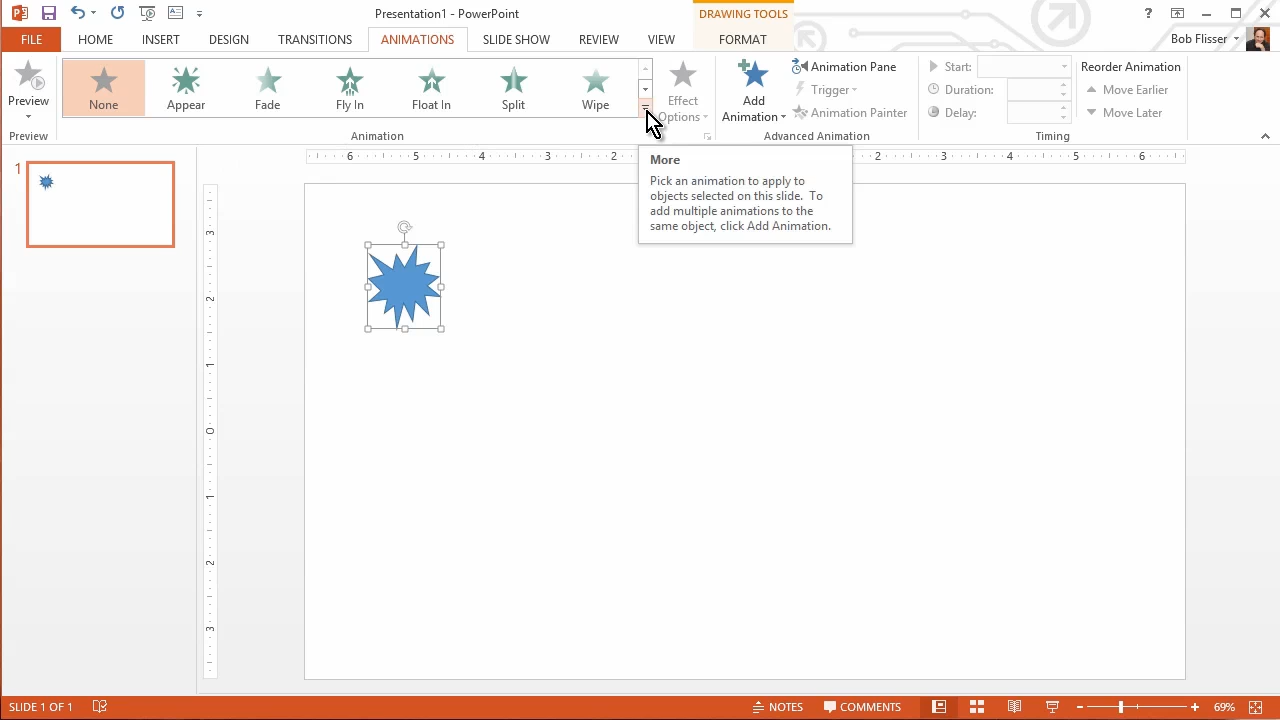 Presentation1 - PowerPoint
DRAWING TOOLS
?
FILE HOME INSERT DESIGN TRANSITIONS ANIMATIONS SLIDE SHOW REVIEW VIEW FORMAT
Bob Flisser
Preview
None Appear Fade Fly In Float In Split Wipe
Effect
Options
Add
Animation
Animation Pane
Trigger
Animation Painter
Start:
Duration:
Delay:
Reorder Animation
Move Earlier
Move Later
Preview Animation Advanced Animation Timing
More
Pick an animation to apply to
objects selected on this slide. To
add multiple animations to the
same object, click Add Animation.
6 5 4 3 2 2 3 4 5 6
1
3
2
1
0
1
2
3
SLIDE 1 OF 1
NOTES
COMMENTS
69%